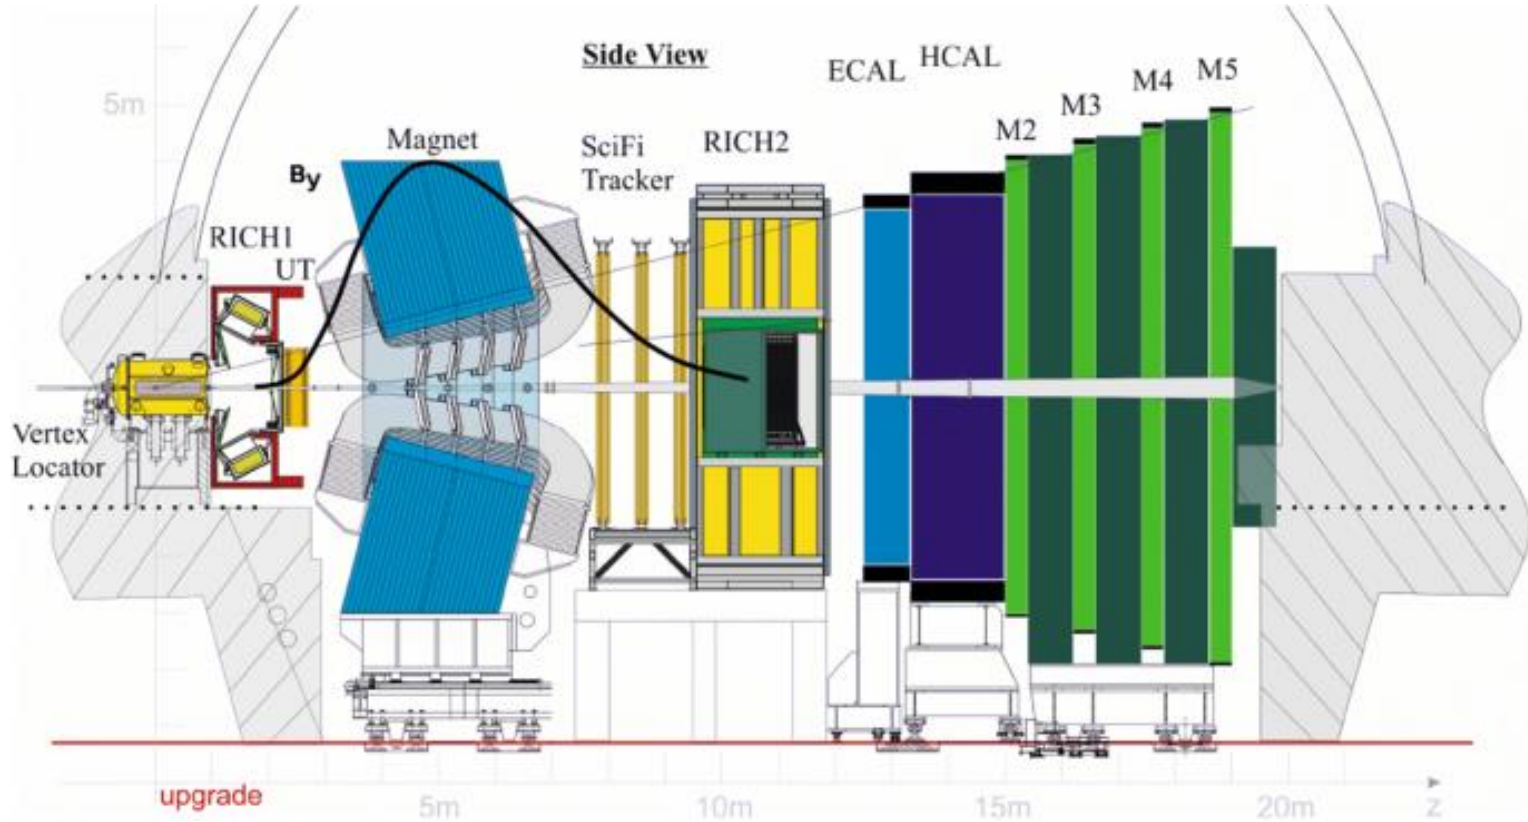 Side View
ECAL
HCAL
M2
M3
M4
M5
5m
Magnet
By
SciFi
Tracker
RICH2
RICH1
UT
Vertex
Locator
upgrade
5m
10m
15m
20m
z